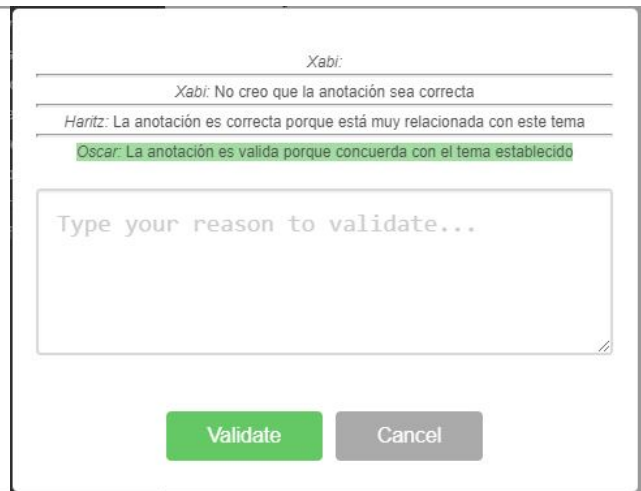 Xabi:
Xabi: No creo que la anotación sea correcta
Haritz: La anotación es correcta porque está muy relacionada con este tema
Oscar: La anotación es valida porque concuerda con el tema establecido
Type your reason to validate...
Validate
Cancel